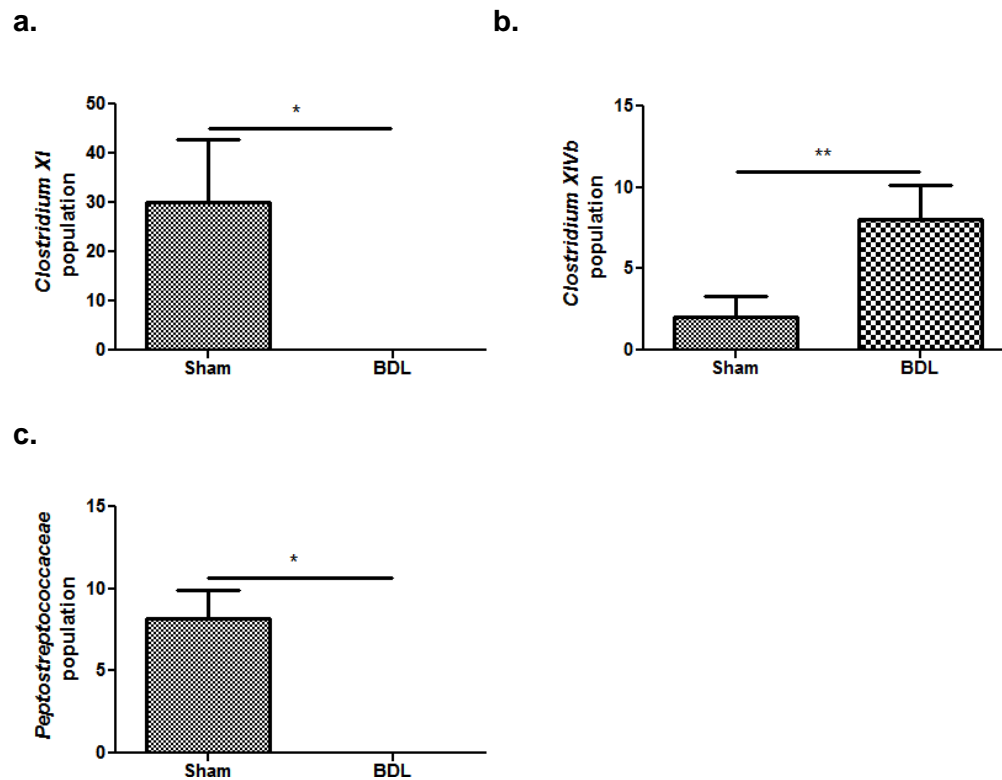 a.
Clostridium XI
population
50
40
30
20
10
0
*
Sham BDL
b.
Clostridium XIVb
population
15
10
5
0
**
Sham BDL
c.
Peptostreptococcaceae
population
15
10
5
0
*
Sham BDL